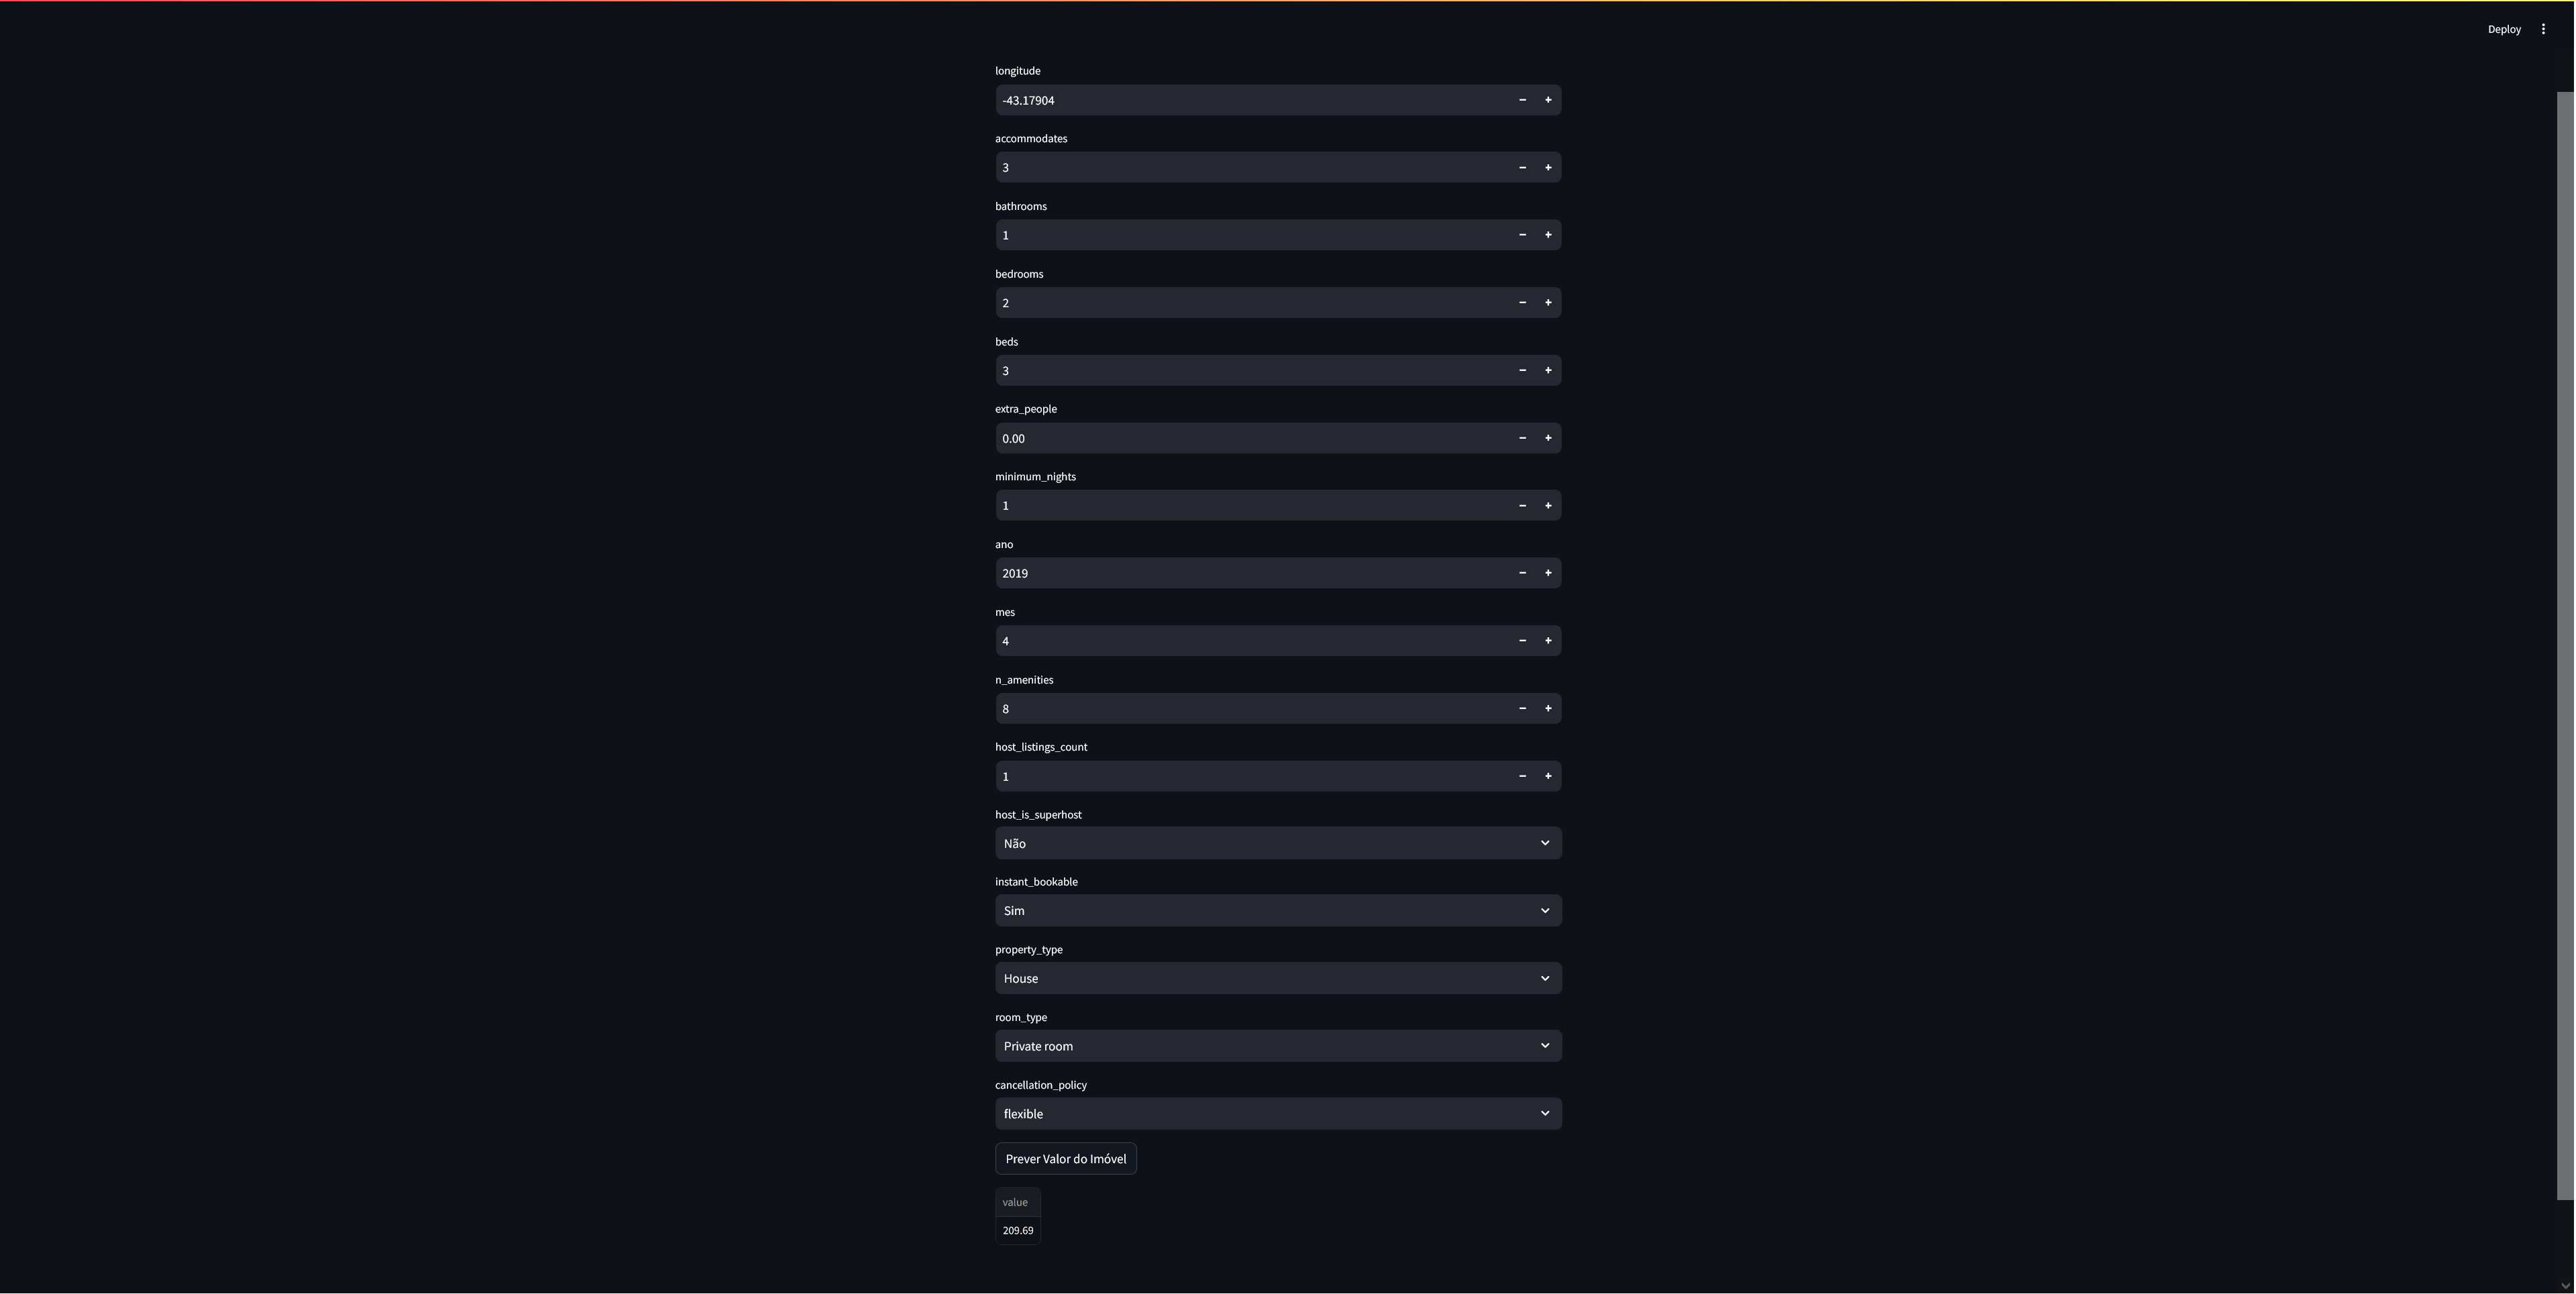 Deploy
longitude
-43.17904
accommodates
3
bathrooms
1
bedrooms
2
beds
3
extra_people
0.00
minimum_nights
1
ano
2019
mes
4
n_amenities
8
host_listings_count
1
host_is_superhost
Não
instant_bookable
Sim
property_type
House
room_type
Private room
cancellation_policy
flexible
Prever Valor do Imóvel
value
209.69